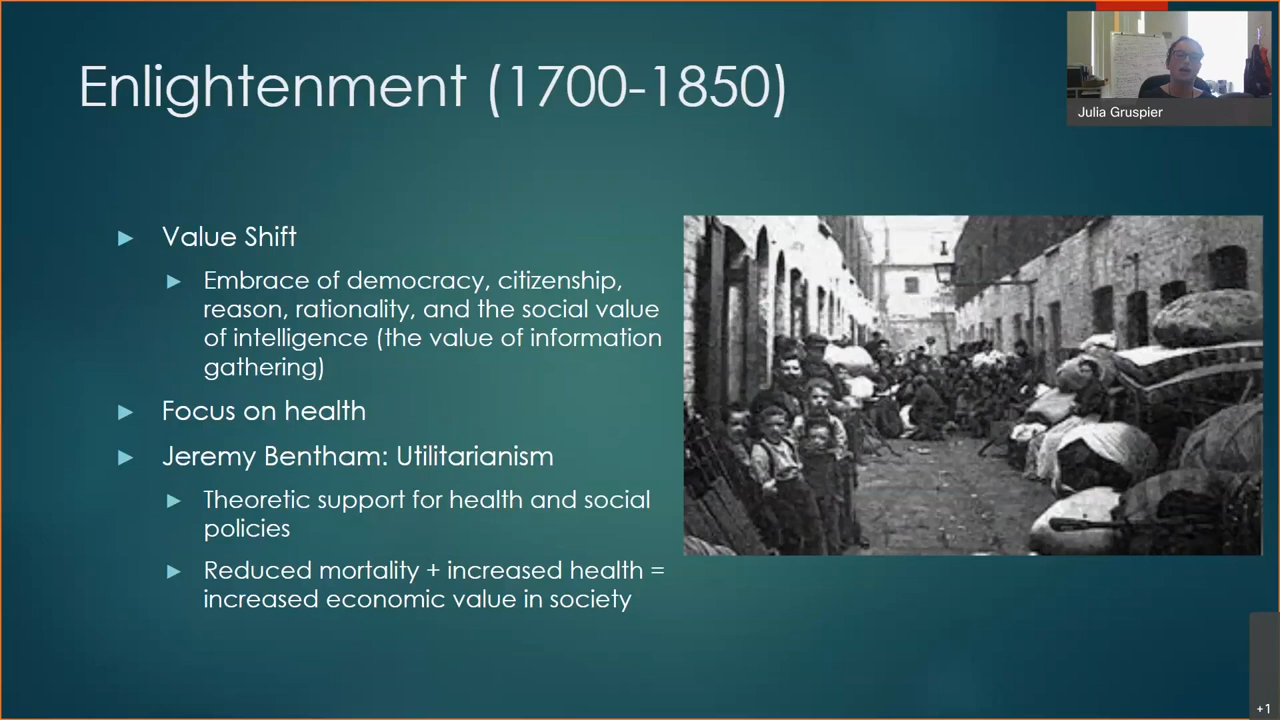 Enlightenment (1700-1850)
Julia Gruspier
Value Shift
Embrace of democracy, citizenship,
reason, rationality, and the social value
of intelligence (the value of information
gathering)
Focus on health
Jeremy Bentham: Utilitarianism
Theoretic support for health and social
policies
Reduced mortality + increased health =
increased economic value in society
+1